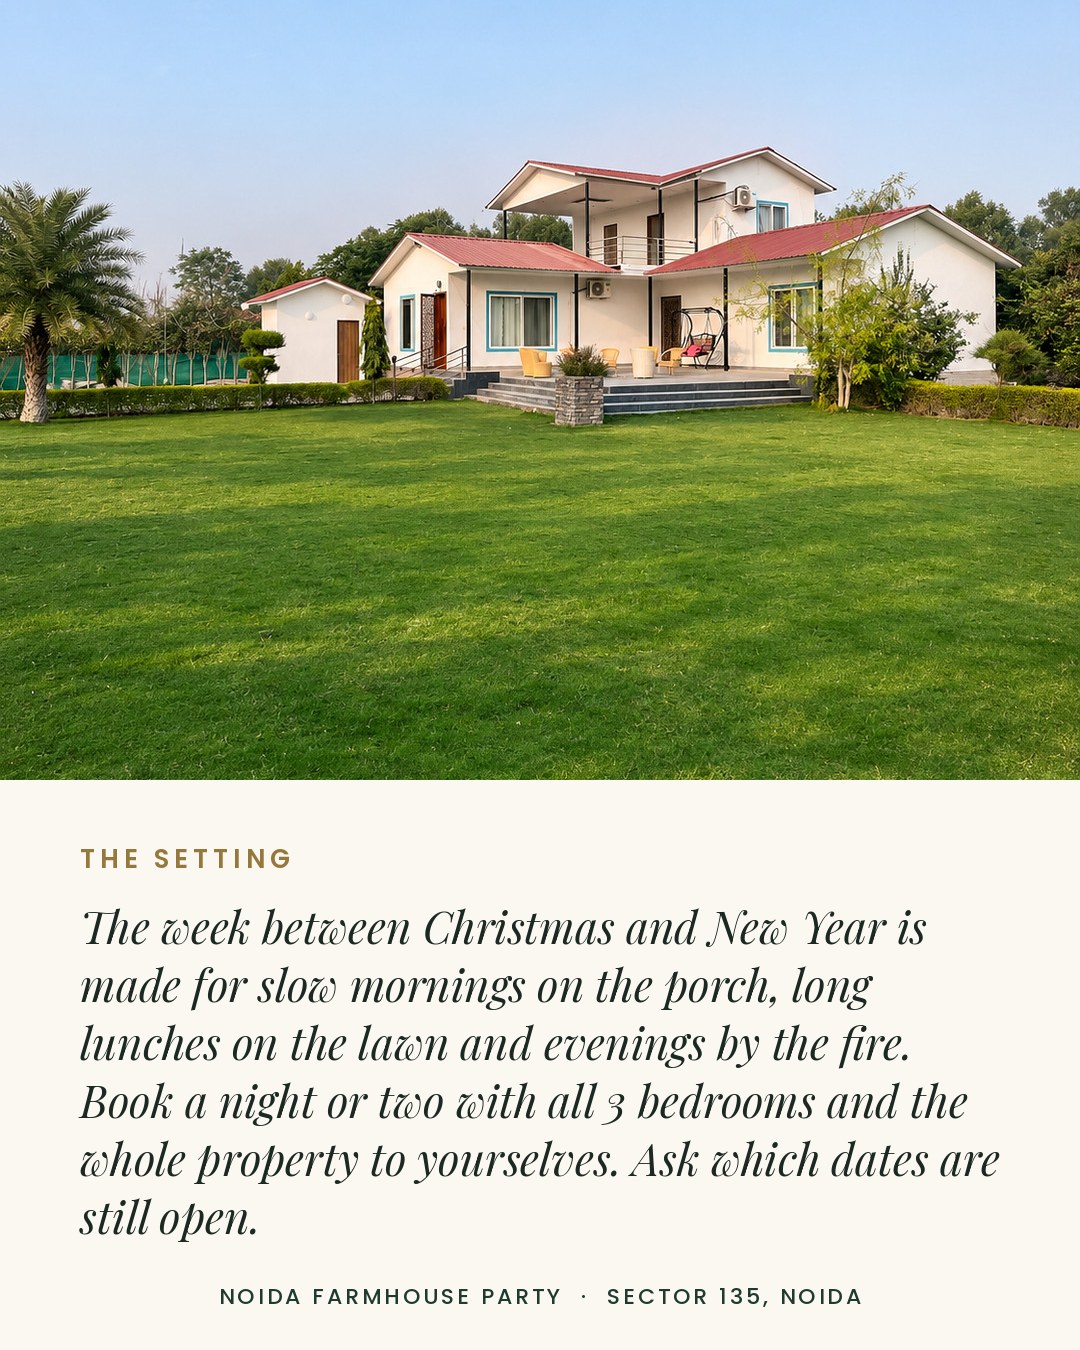 THE SETTING
The week between Christmas and New Year is
made for slow mornings on the porch, long
lunches on the lawn and evenings by the fire.
Book a night or two with all 3 bedrooms and the
whole property to yourselves. Ask which dates are
still open.
NOIDA FARMHOUSE PARTY · SECTOR 135, NOIDA